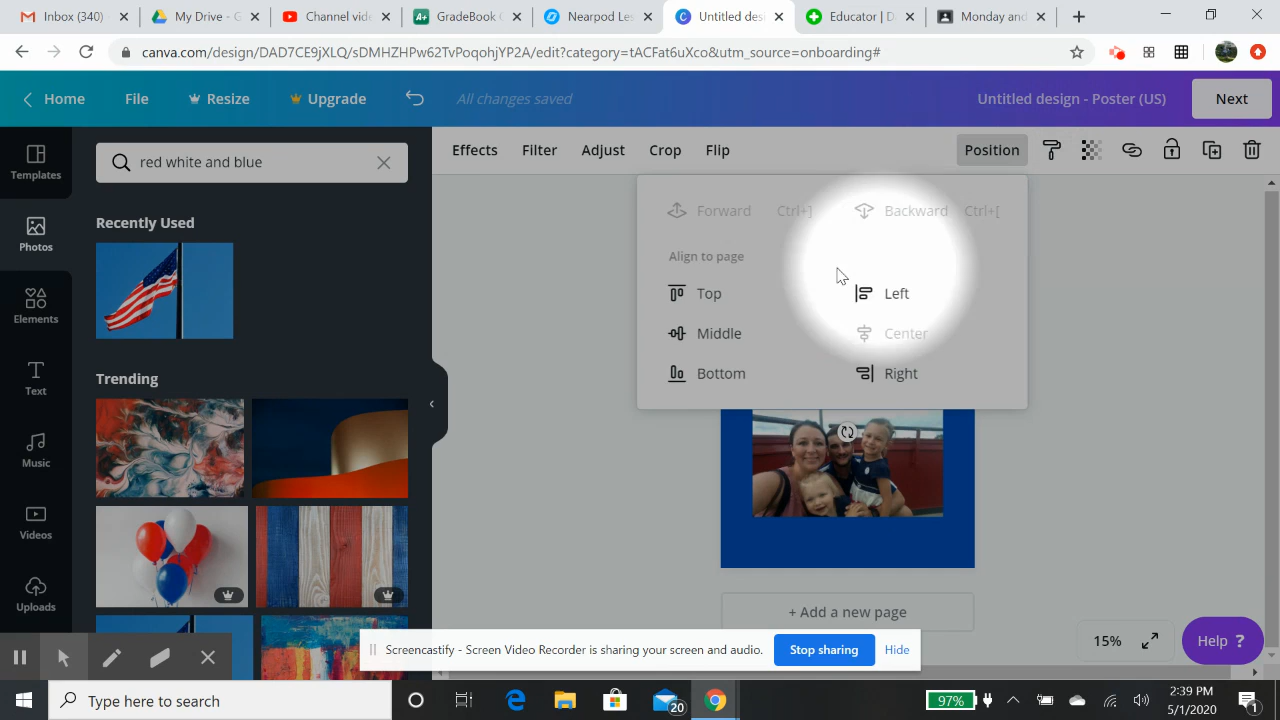 Inbox (340)
My Drive - G
Channel vide
GradeBook
Nearpod Les
Untitled desi
Educator | D
Monday and
canva.com/design/DAD7CE9jXLQ/sDMHZHPw62TvPoqohjYP2A/edit?category=tACFat6uXco&utm_source=onboarding#
Home
File
Resize
Upgrade
All changes saved
Untitled design - Poster (US)
Next
Templates
Photos
Elements
Text
Music
Videos
Uploads
red white and blue
Recently Used
Trending
Effects
Filter
Adjust
Crop
Flip
Position
Forward Ctrl+]
Backward Ctrl+[
Align to page
Top
Left
Middle
Center
Bottom
Right
+ Add a new page
15%
Help ?
Screencastify - Screen Video Recorder is sharing your screen and audio.
Stop sharing
Hide
Type here to search
20
97%
2:39 PM
5/1/2020
1